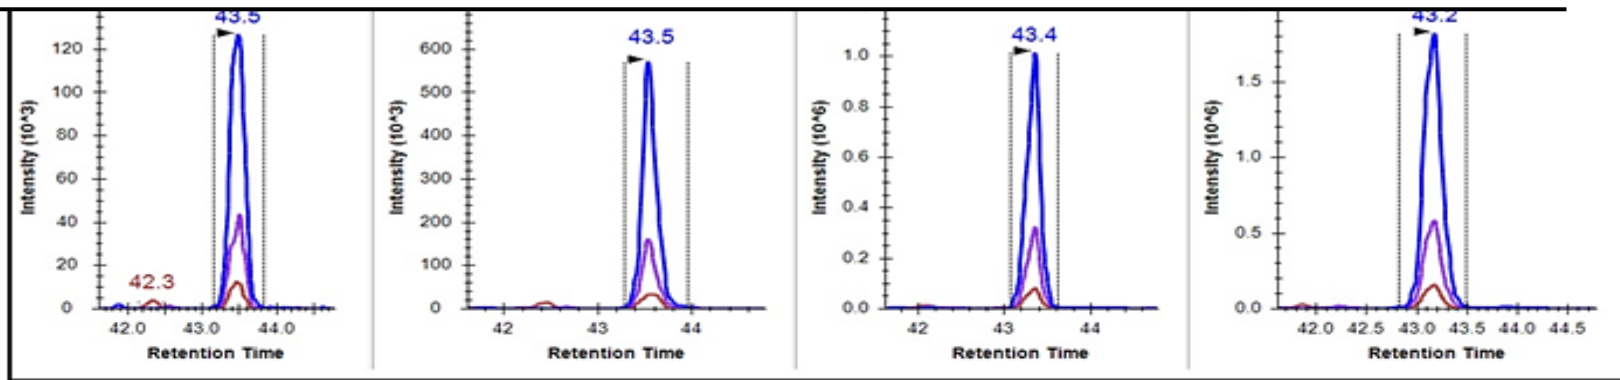 43.5
120
100
80
60
40
20
0
Intensity (10^3)
42.3
42.0 43.0 44.0
Retention Time
43.5
600
500
400
300
200
100
0
Intensity (10^3)
42 43 44
Retention Time
43.4
1.0
0.8
0.6
0.4
0.2
0.0
Intensity (10^6)
42 43 44
Retention Time
43.2
1.5
1.0
0.5
0.0
Intensity (10^6)
42.0 42.5 43.0 43.5 44.0 44.5
Retention Time